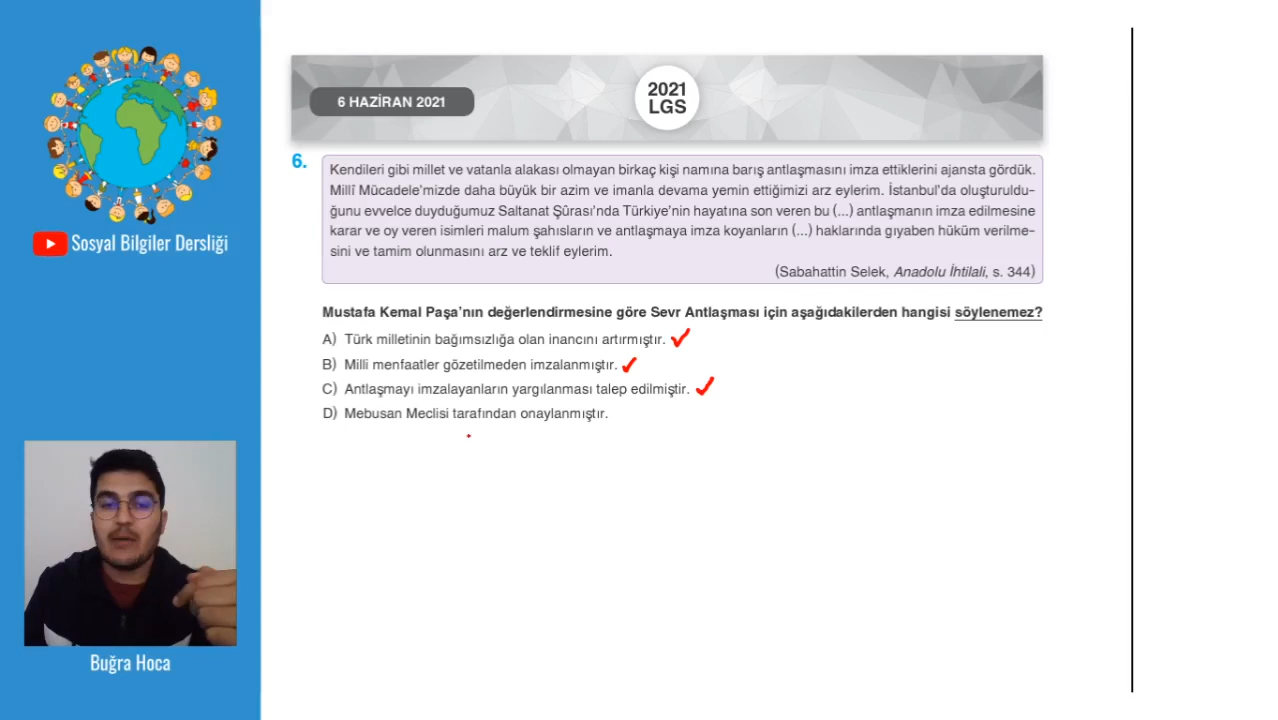 6 HAZİRAN 2021
2021
LGS
6.
Kendileri gibi millet ve vatanla alakası olmayan birkaç kişi namına barış antlaşmasını imza ettiklerini ajansta gördük.
Millî Mücadele'mizde daha büyük bir azim ve imanla devama yemin ettiğimizi arz eylerim. İstanbul'da oluşturuldu-
ğunu evvelce duyduğumuz Saltanat Şûrası'nda Türkiye'nin hayatına son veren bu (...) antlaşmanın imza edilmesine
karar ve oy veren isimleri malum şahısların ve antlaşmaya imza koyanların (...) haklarında gıyaben hüküm verilme-
sini ve tamim olunmasını arz ve teklif eylerim.
(Sabahattin Selek, Anadolu İhtilali, s. 344)
Mustafa Kemal Paşa'nın değerlendirmesine göre Sevr Antlaşması için aşağıdakilerden hangisi söylenemez?
A) Türk milletinin bağımsızlığa olan inancını artırmıştır.
B) Milli menfaatler gözetilmeden imzalanmıştır.
C) Antlaşmayı imzalayanların yargılanması talep edilmiştir.
D) Mebusan Meclisi tarafından onaylanmıştır.
Sosyal Bilgiler Dersliği
Buğra Hoca